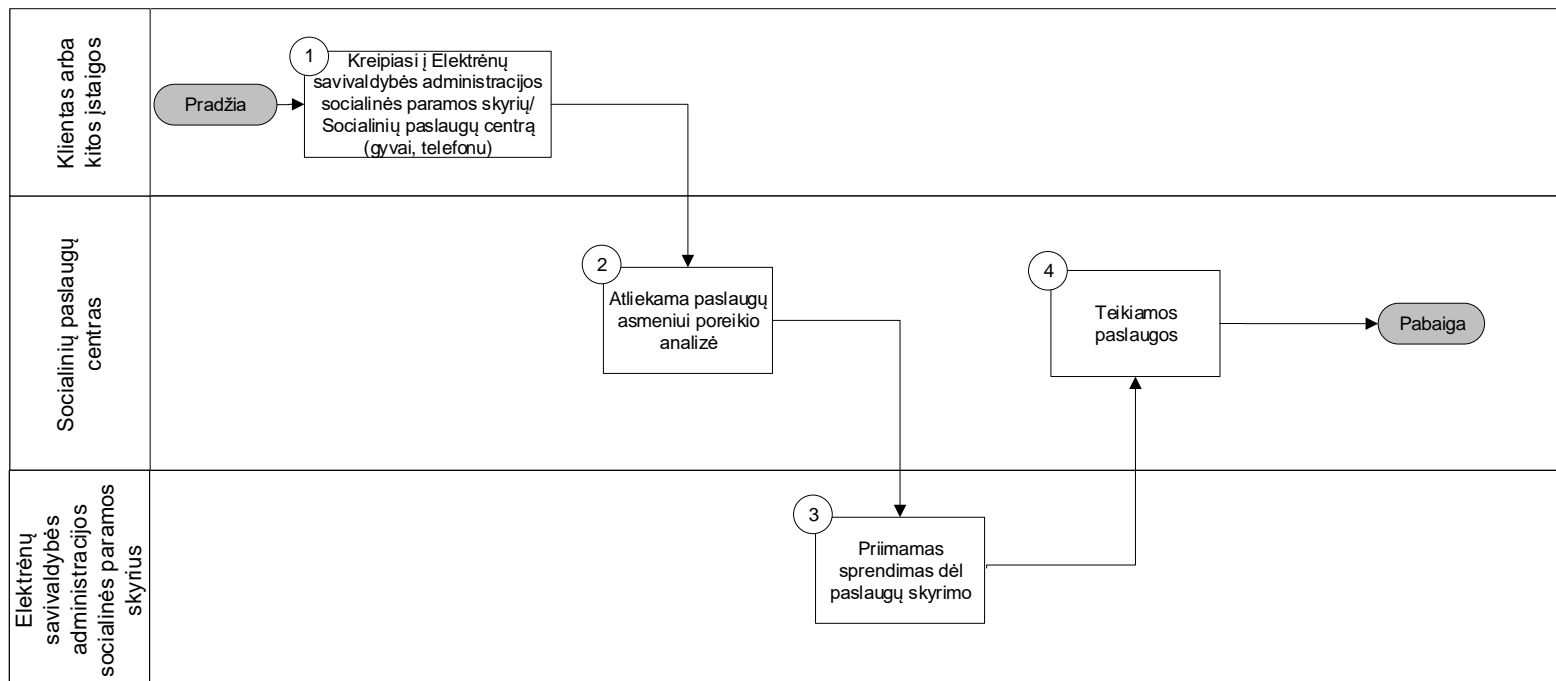 Klientas arba
kitos įstaigos
Pradžia
1
Kreipiasi į Elektrėnų
savivaldybės administracijos
socialinės paramos skyrių/
Socialinių paslaugų centrą
(gyvai, telefonu)
Socialinių paslaugų
centras
2
Atliekama paslaugų
asmeniui poreikio
analizė
4
Teikiamos
paslaugos
Pabaiga
Elektrėnų
savivaldybės
administracijos
socialinės paramos
skyrius
3
Priimamas
sprendimas dėl
paslaugų skyrimo